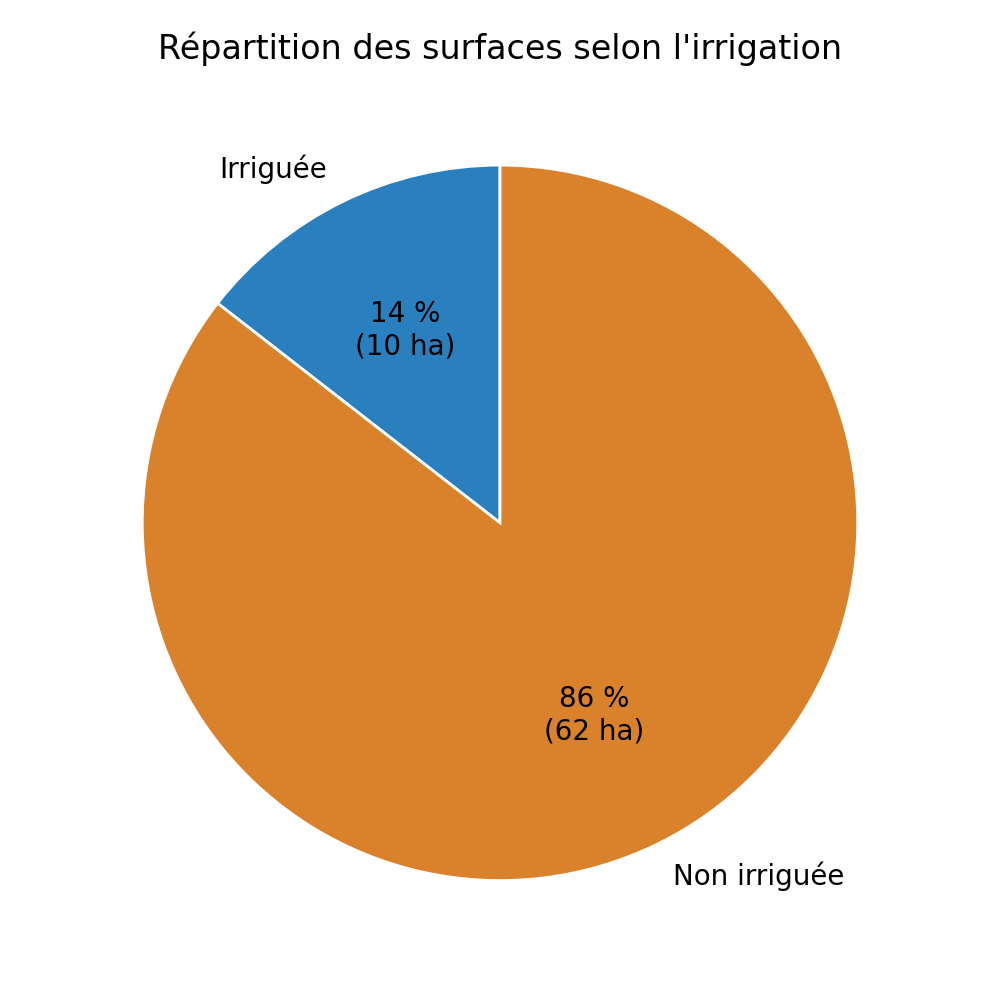 Répartition des surfaces selon l'irrigation
Irriguée
14 %
(10 ha)
86 %
(62 ha)
Non irriguée